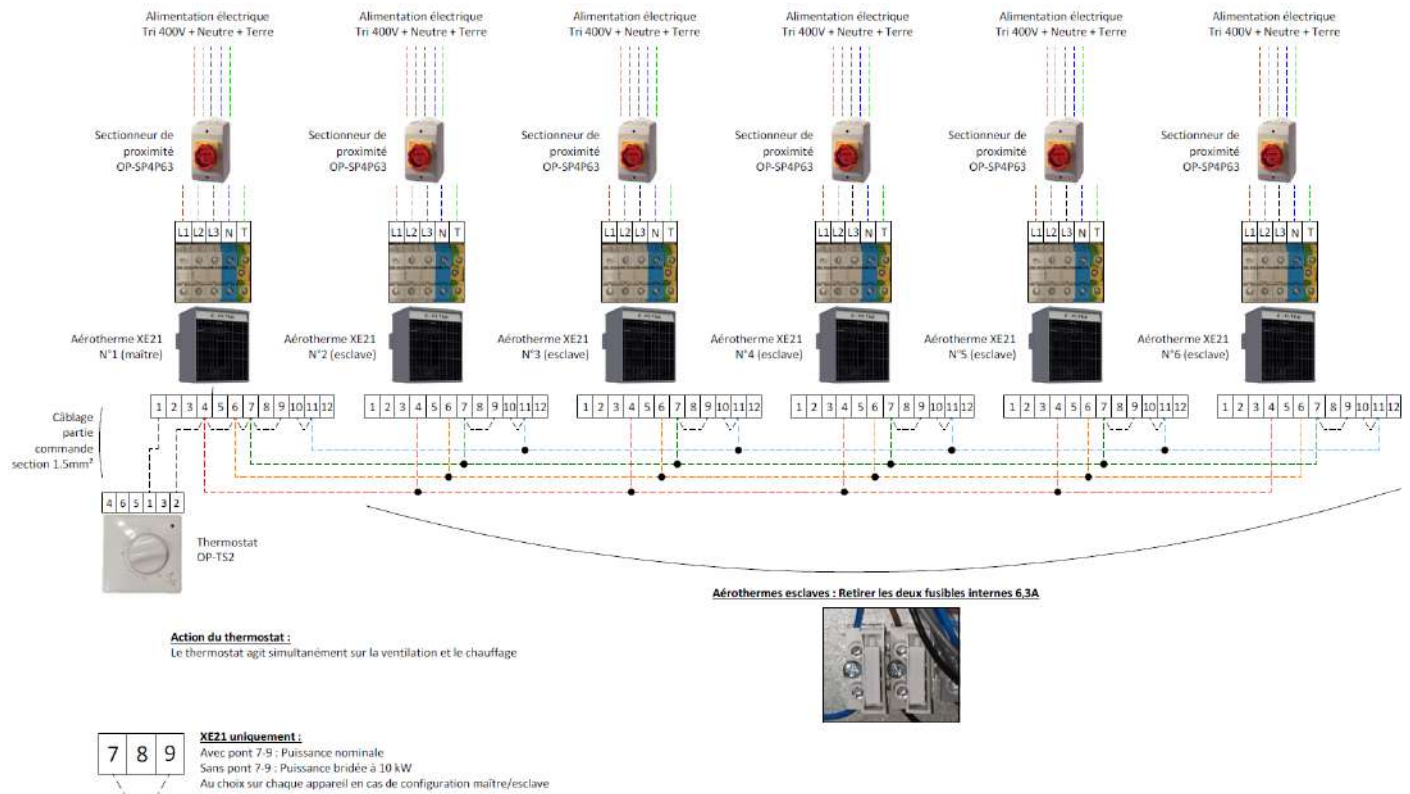 Alimentation électrique
Tri 400V + Neutre + Terre
Alimentation électrique
Tri 400V + Neutre + Terre
Alimentation électrique
Tri 400V + Neutre + Terre
Alimentation électrique
Tri 400V + Neutre + Terre
Alimentation électrique
Tri 400V + Neutre + Terre
Alimentation électrique
Tri 400V + Neutre + Terre
Sectionneur de
proximité
OP-SP4P63
Sectionneur de
proximité
OP-SP4P63
Sectionneur de
proximité
OP-SP4P63
Sectionneur de
proximité
OP-SP4P63
Sectionneur de
proximité
OP-SP4P63
Sectionneur de
proximité
OP-SP4P63
L1 L2 L3 N T
L1 L2 L3 N T
L1 L2 L3 N T
L1 L2 L3 N T
L1 L2 L3 N T
L1 L2 L3 N T
Aérotherme XE21
N°1 (maître)
Aérotherme XE21
N°2 (esclave)
Aérotherme XE21
N°3 (esclave)
Aérotherme XE21
N°4 (esclave)
Aérotherme XE21
N°5 (esclave)
Aérotherme XE21
N°6 (esclave)
Câblage
partie
commande
section 1.5mm²
1 2 3 4 5 6 7 8 9 10 11 12
1 2 3 4 5 6 7 8 9 10 11 12
1 2 3 4 5 6 7 8 9 10 11 12
1 2 3 4 5 6 7 8 9 10 11 12
1 2 3 4 5 6 7 8 9 10 11 12
1 2 3 4 5 6 7 8 9 10 11 12
4 6 5 1 3 2
Thermostat
OP-TS2
Aérothermes esclaves : Retirer les deux fusibles internes 6,3A
Action du thermostat :
Le thermostat agit simultanément sur la ventilation et le chauffage
7 8 9
XE21 uniquement :
Avec pont 7-9 : Puissance nominale
Sans pont 7-9 : Puissance bridée à 10 kW
Au choix sur chaque appareil en cas de configuration maître/esclave